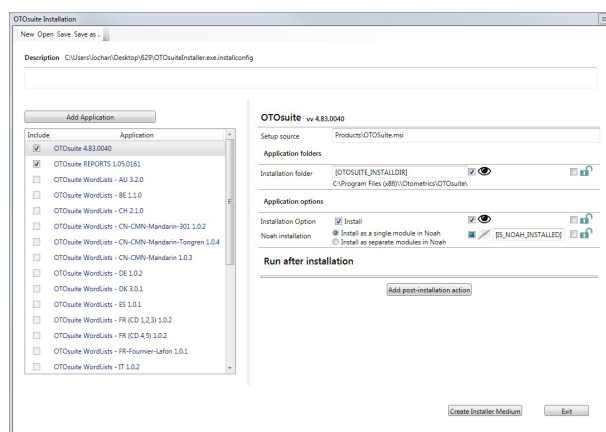 OTOsuite Installation
New Open Save Save as ..
Description C:\Users\lochan\Desktop\629\OTOsuiteInstaller.exe.installconfig
Add Application
Include: Application
OTOsuite 4.83.0040
OTOsuite REPORTS 1.05.0161
OTOsuite WordLists - AU 3.2.0
OTOsuite WordLists - BE 1.1.0
OTOsuite WordLists - CH 2.1.0
OTOsuite WordLists - CN-CMN-Mandarin-301 1.0.2
OTOsuite WordLists - CN-CMN-Mandarin-Tongren 1.0.4
OTOsuite WordLists - CN-CMN-Mandarin 1.0.3
OTOsuite WordLists - DE 1.0.2
OTOsuite WordLists - DK 3.0.1
OTOsuite WordLists - ES 1.0.1
OTOsuite WordLists - FR (CD 1,2,3) 1.0.2
OTOsuite WordLists - FR (CD 4,5) 1.0.2
OTOsuite WordLists - FR-Fournier-Lafon 1.0.1
OTOsuite WordLists - IT 1.0.2
OTOsuite vv 4.83.0040
Setup source Products\OTOSuite.msi
Application folders
Installation folder [OTOSUITE_INSTALLDIR]
C:\Program Files (x86)\\Otometrics\OTOsuite\
Application options
Installation Option Install
Noah installation Install as a single module in Noah [IS_NOAH_INSTALLED]
Install as separate modules in Noah
Run after installation
Add post-installation action
Create Installer Medium Exit